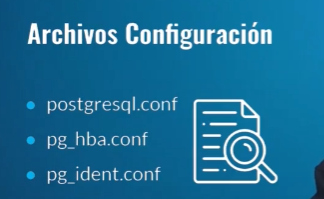 Archivos Configuración
postgresql.conf
pg_hba.conf
pg_ident.conf